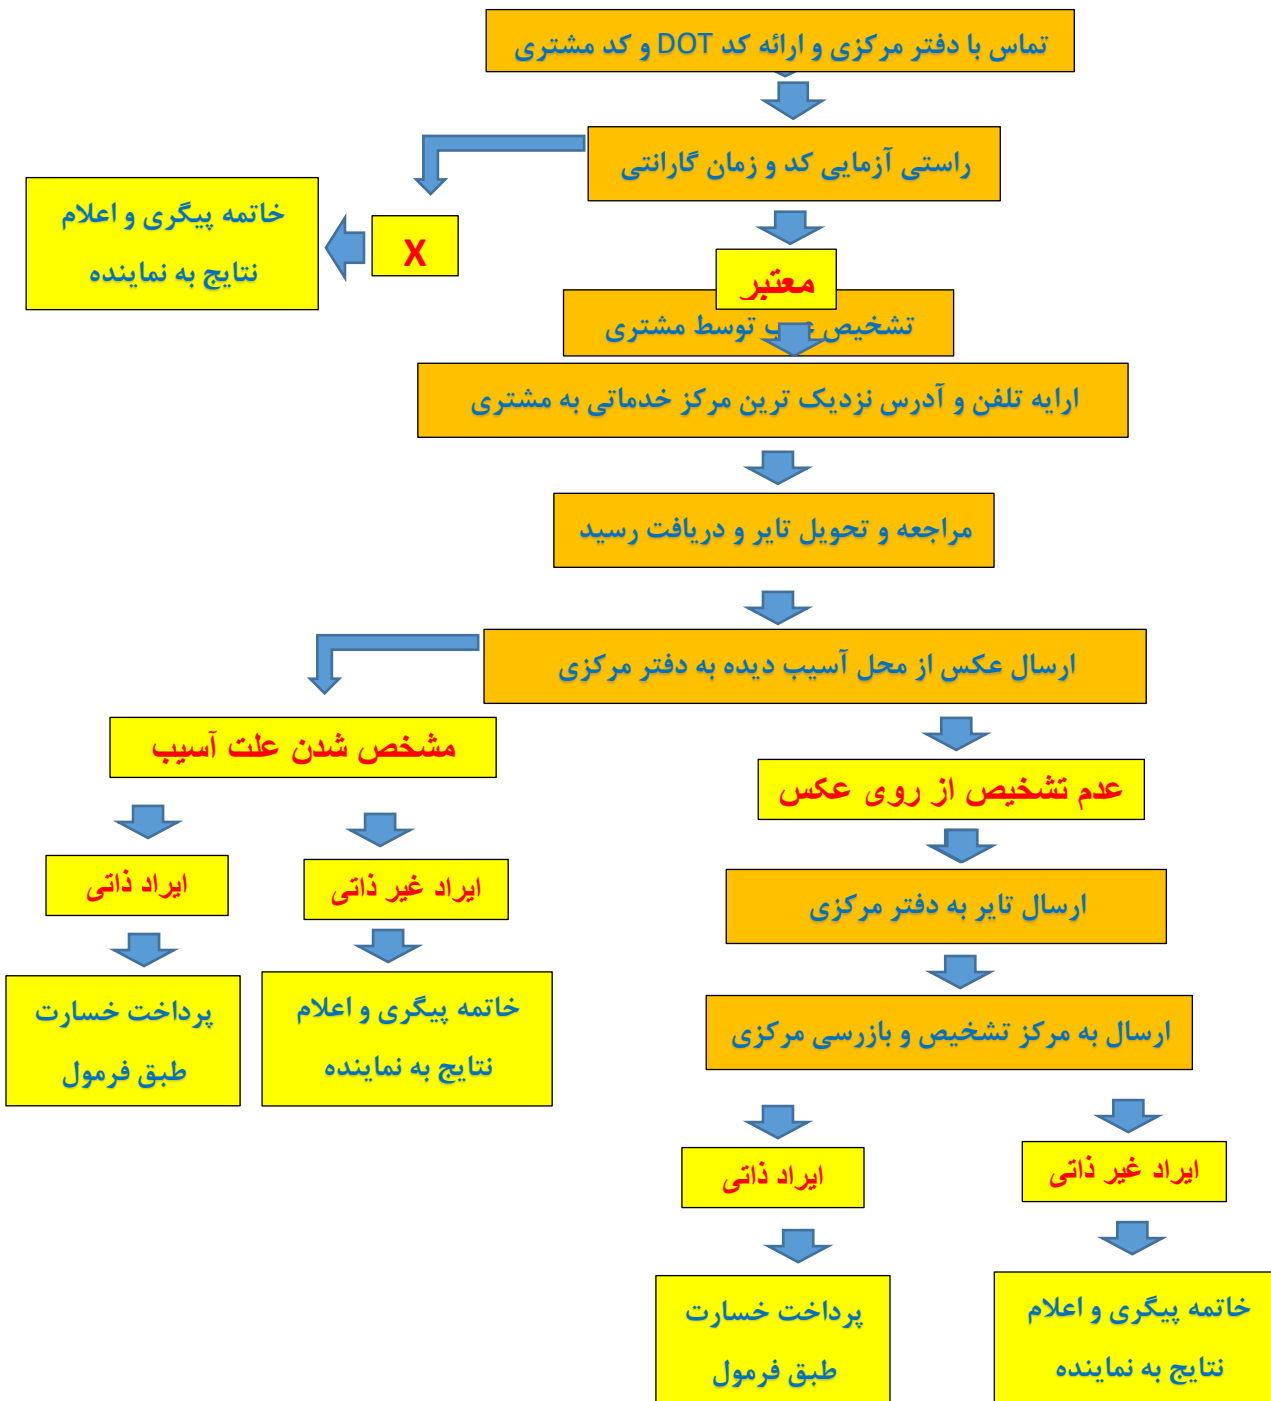 تماس با دفتر مرکزی و ارائه کد DOT و کد مشتری
راستی آزمایی کد و زمان گارانتی
X
خاتمه پیگری و اعلام
نتایج به نماینده
معتبر
تشخیص توسط مشتری
ارایه تلفن و آدرس نزدیک ترین مرکز خدماتی به مشتری
مراجعه و تحویل تایر و دریافت رسید
ارسال عکس از محل آسیب دیده به دفتر مرکزی
مشخص شدن علت آسیب
عدم تشخیص از روی عکس
ایراد غیر ذاتی
ایراد ذاتی
خاتمه پیگری و اعلام
نتایج به نماینده
پرداخت خسارت
طبق فرمول
ارسال تایر به دفتر مرکزی
ارسال به مرکز تشخیص و بازرسی مرکزی
ایراد غیر ذاتی
ایراد ذاتی
خاتمه پیگری و اعلام
نتایج به نماینده
پرداخت خسارت
طبق فرمول